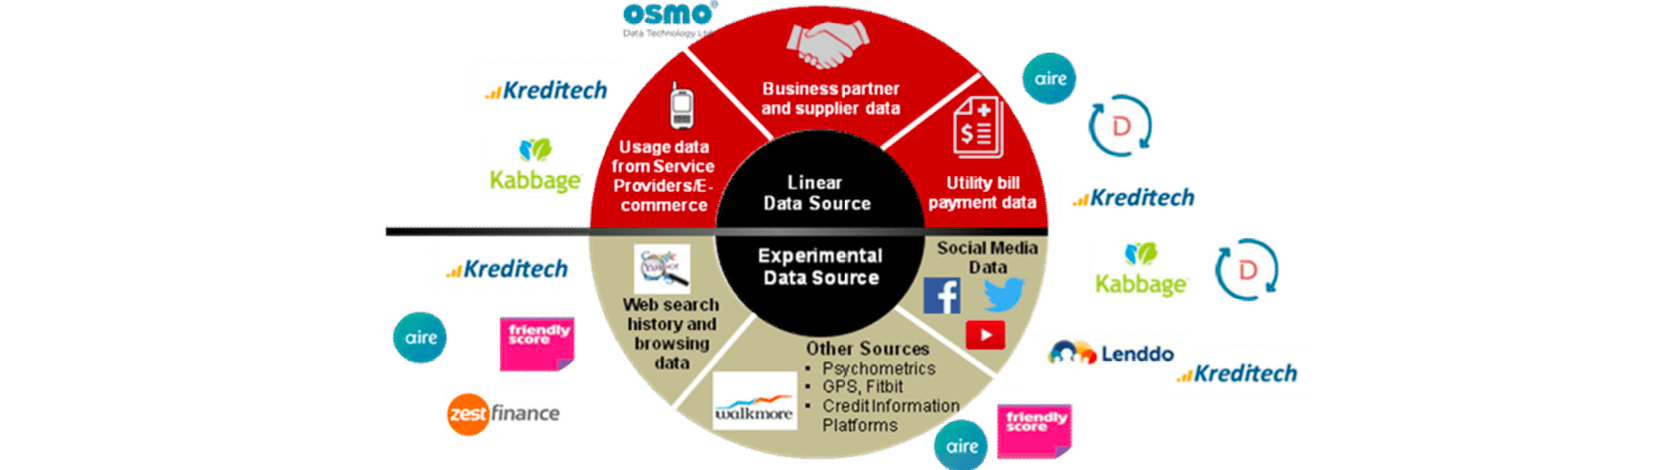 osmo
Data Technology Ltd
Kreditech
Kabbage
Usage data
from Service
Providers/E-
commerce
Business partner
and supplier data
$
Utility bill
payment data
Linear
Data Source
aire
D
Kreditech
Experimental
Data Source
Kreditech
aire
friendly
score
zestfinance
Google
Web search
history and
browsing
data
walkmore
Other Sources
▪ Psychometrics
▪ GPS, Fitbit
▪ Credit Information
Platforms
Social Media
Data
f
Kabbage
D
Lenddo
Kreditech
aire
friendly
score